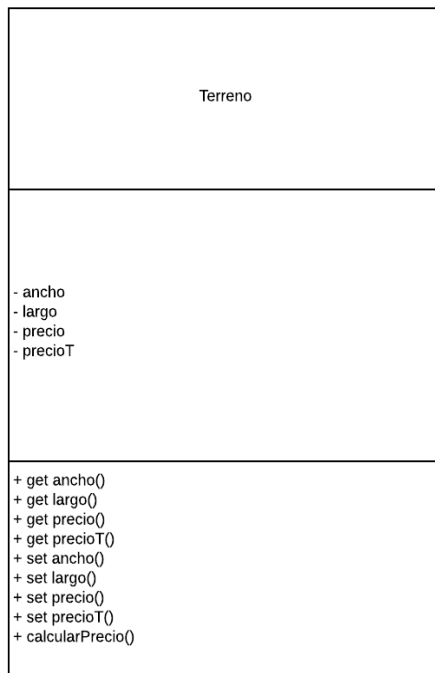 Terreno
- ancho
- largo
- precio
- precioT
+ get ancho()
+ get largo()
+ get precio()
+ get precioT()
+ set ancho()
+ set largo()
+ set precio()
+ set precioT()
+ calcularPrecio()